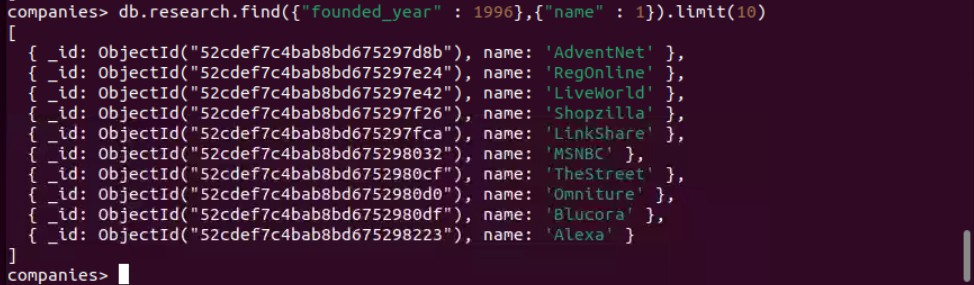 companies> db.research.find({"founded_year" : 1996},{"name" : 1}).limit(10)
[
  { _id: ObjectId("52cdef7c4bab8bd675297d8b"), name: 'AdventNet' },
  { _id: ObjectId("52cdef7c4bab8bd675297e24"), name: 'RegOnline' },
  { _id: ObjectId("52cdef7c4bab8bd675297e42"), name: 'LiveWorld' },
  { _id: ObjectId("52cdef7c4bab8bd675297f26"), name: 'Shopzilla' },
  { _id: ObjectId("52cdef7c4bab8bd675297fca"), name: 'LinkShare' },
  { _id: ObjectId("52cdef7c4bab8bd675298032"), name: 'MSNBC' },
  { _id: ObjectId("52cdef7c4bab8bd6752980cf"), name: 'TheStreet' },
  { _id: ObjectId("52cdef7c4bab8bd6752980d0"), name: 'Omniture' },
  { _id: ObjectId("52cdef7c4bab8bd6752980df"), name: 'Blucora' },
  { _id: ObjectId("52cdef7c4bab8bd675298223"), name: 'Alexa' }
]
companies>